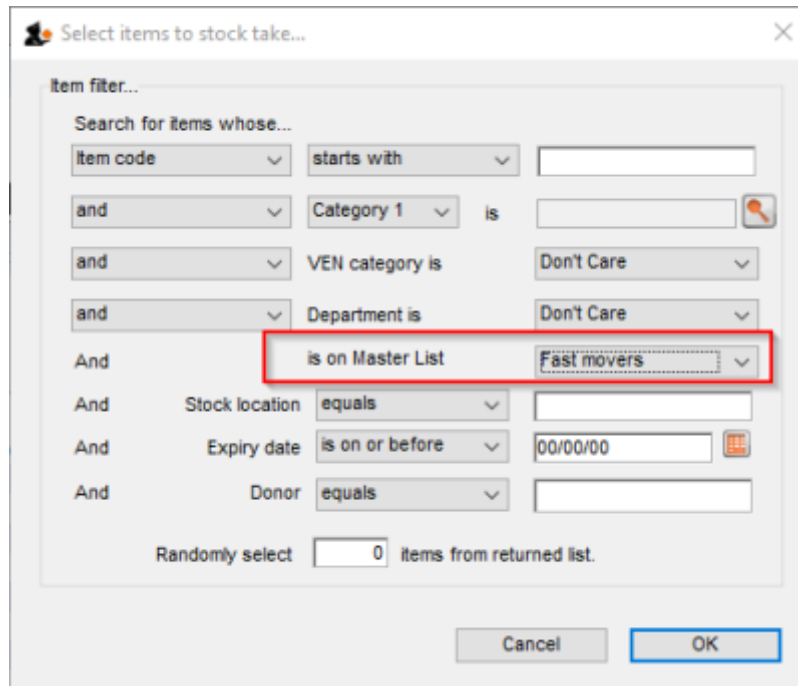 Select items to stock take...
Item filter...
Search for items whose...
Item code starts with
and Category 1 is
and VEN category is Don't Care
and Department is Don't Care
And is on Master List Fast movers
And Stock location equals
And Expiry date is on or before 00/00/00
And Donor equals
Randomly select 0 items from returned list.
Cancel OK